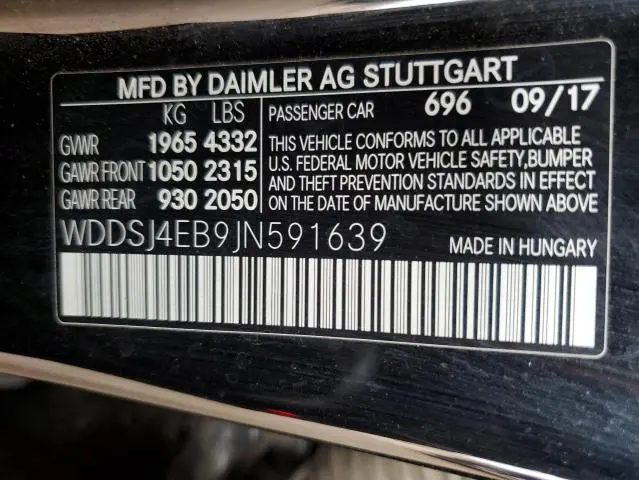 MFD BY DAIMLER AG STUTTGART
KG LBS
GVWR 1965 4332
GAWR FRONT 1050 2315
GAWR REAR 930 2050
PASSENGER CAR 696 09/17
THIS VEHICLE CONFORMS TO ALL APPLICABLE
U.S. FEDERAL MOTOR VEHICLE SAFETY, BUMPER
AND THEFT PREVENTION STANDARDS IN EFFECT
ON THE DATE OF MANUFACTURE SHOWN ABOVE.
WDDSJ4EB9JN591639
MADE IN HUNGARY